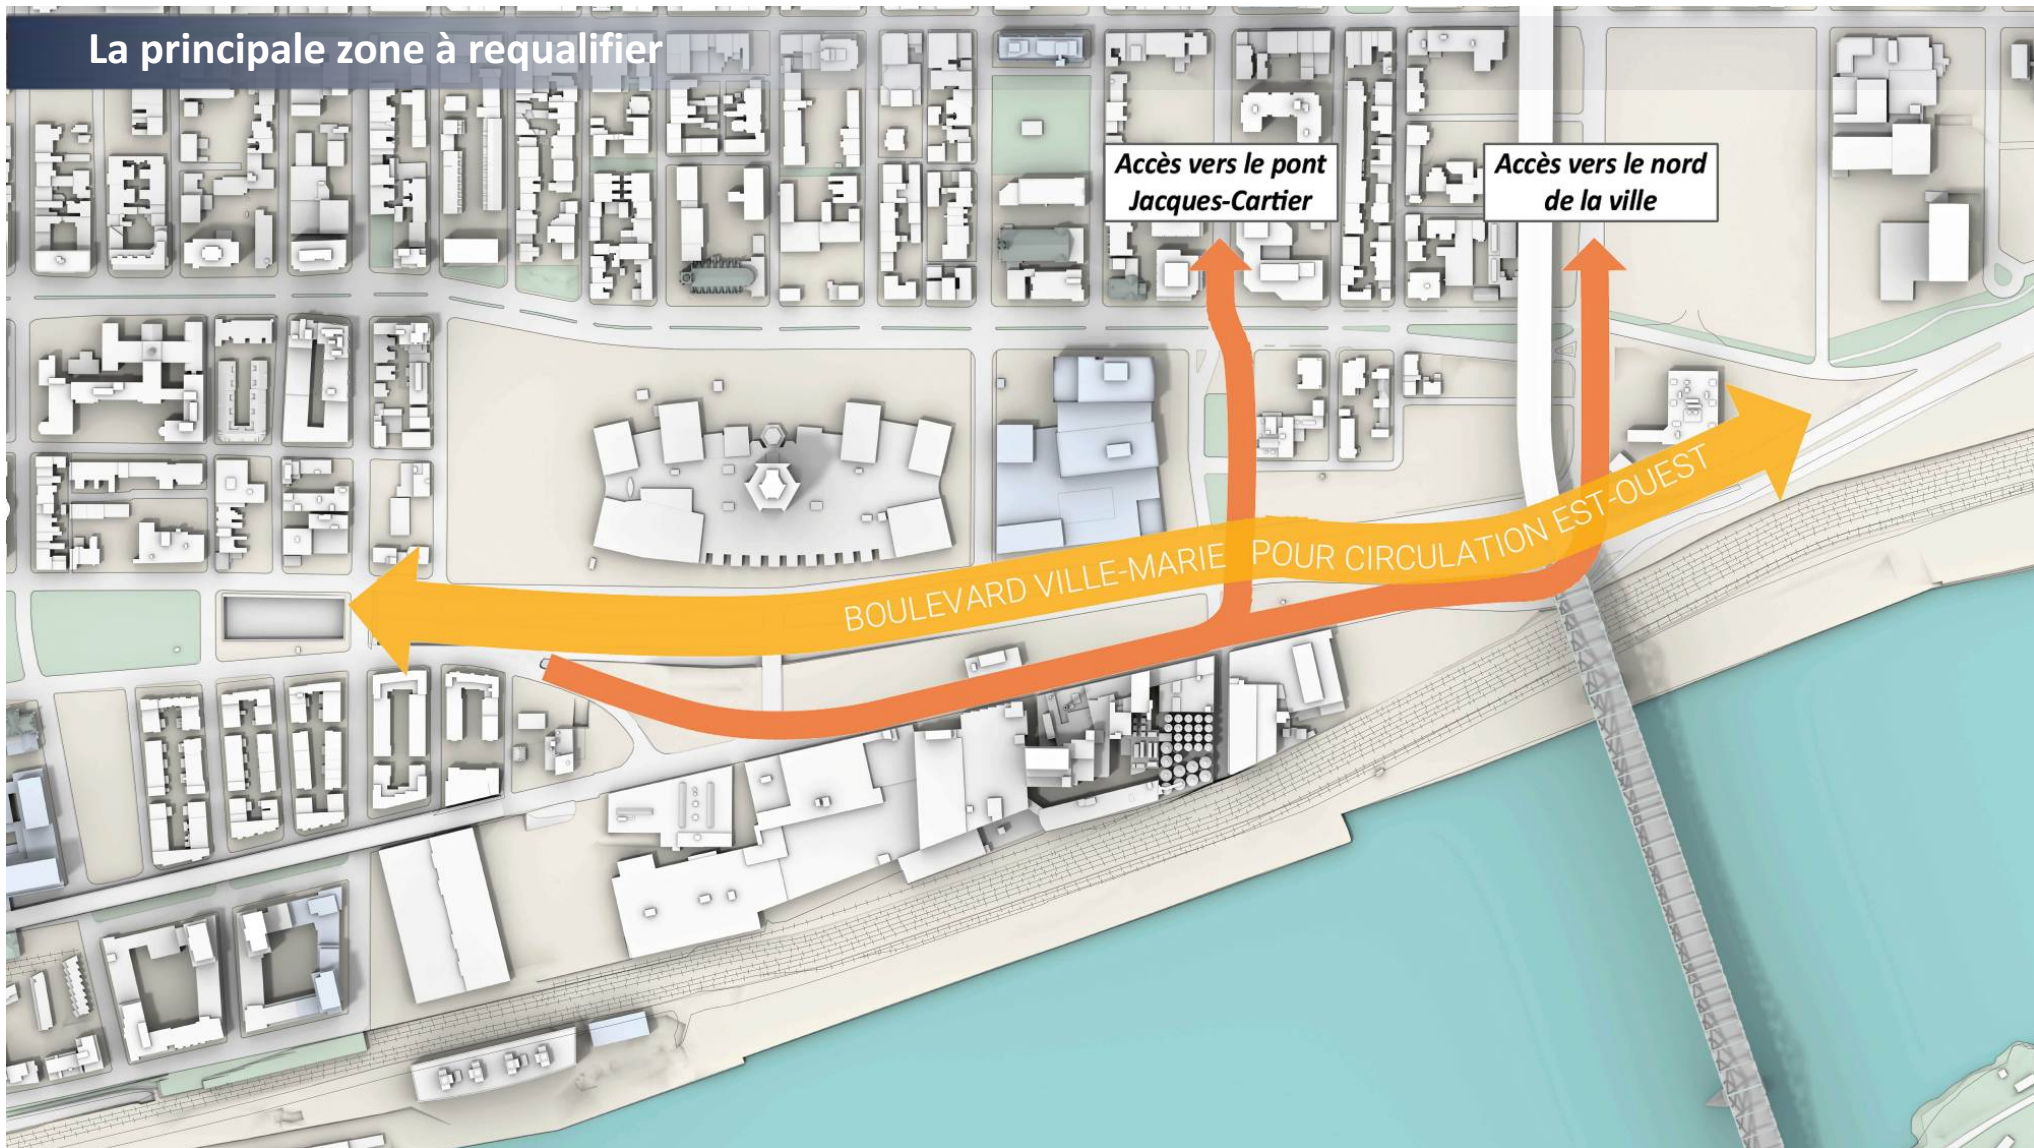 La principale zone à requalifier
Accès vers le pont
Jacques-Cartier
Accès vers le nord
de la ville
BOULEVARD VILLE-MARIE POUR CIRCULATION EST-OUEST